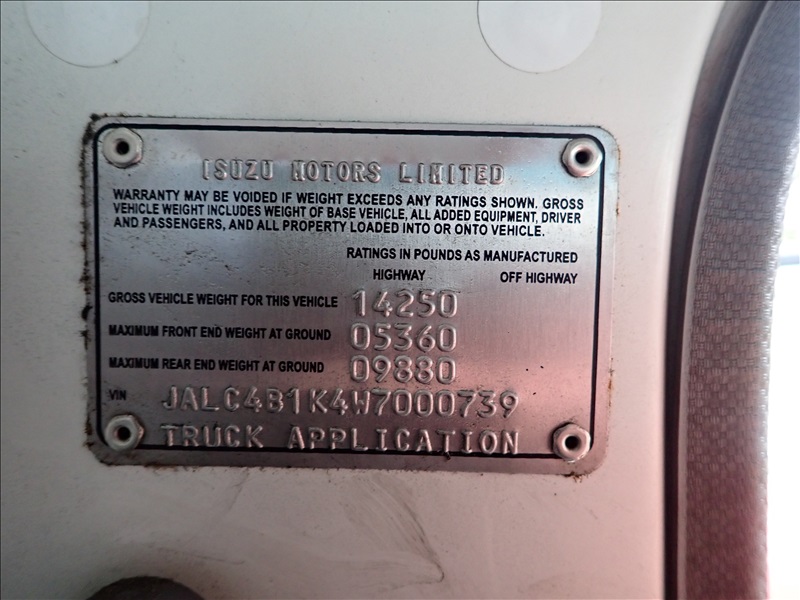 ISUZU MOTORS LIMITED
WARRANTY MAY BE VOIDED IF WEIGHT EXCEEDS ANY RATINGS SHOWN. GROSS
VEHICLE WEIGHT INCLUDES WEIGHT OF BASE VEHICLE, ALL ADDED EQUIPMENT, DRIVER
AND PASSENGERS, AND ALL PROPERTY LOADED INTO OR ONTO VEHICLE.
RATINGS IN POUNDS AS MANUFACTURED
HIGHWAY OFF HIGHWAY
GROSS VEHICLE WEIGHT FOR THIS VEHICLE 14250
MAXIMUM FRONT END WEIGHT AT GROUND 05360
MAXIMUM REAR END WEIGHT AT GROUND 09880
VIN JALC4B1K4W7000739
TRUCK APPLICATION